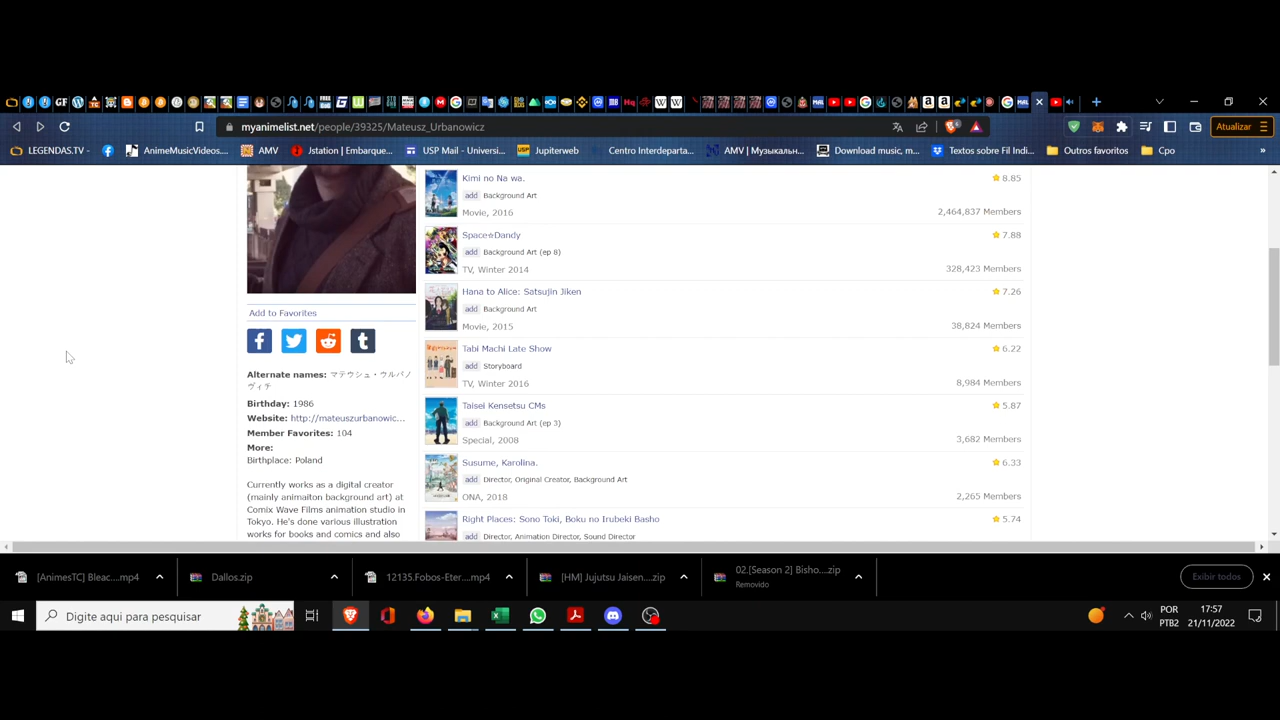 GF
myanimelist.net/people/39325/Mateusz_Urbanowicz
Atualizar
LEGENDAS.TV -
AnimeMusicVideos....
AMV
Jstation | Embarque...
USP Mail - Universi...
Jupiterweb
Centro Interdeparta...
AMV | Музыкальн...
Download music, m...
Textos sobre Fil Indi...
Outros favoritos
Cpo
»
Kimi no Na wa.
8.85
add Background Art
Movie, 2016
2,464,837 Members
Space☆Dandy
7.88
add Background Art (ep 8)
TV, Winter 2014
328,423 Members
Hana to Alice: Satsujin Jiken
7.26
add Background Art
Movie, 2015
38,824 Members
Tabi Machi Late Show
6.22
add Storyboard
TV, Winter 2016
8,984 Members
Taisei Kensetsu CMs
5.87
add Background Art (ep 3)
Special, 2008
3,682 Members
Susume, Karolina.
6.33
add Director, Original Creator, Background Art
ONA, 2018
2,265 Members
Right Places: Sono Toki, Boku no Irubeki Basho
5.74
add Director, Animation Director, Sound Director
Add to Favorites
Alternate names: マテウシュ・ウルバノ
ヴィチ
Birthday: 1986
Website: http://mateuszurbanowic...
Member Favorites: 104
More:
Birthplace: Poland
Currently works as a digital creator
(mainly animaiton background art) at
Comix Wave Films animation studio in
Tokyo. He's done various illustration
works for books and comics and also
[AnimesTC] Bleac....mp4
Dallos.zip
12135.Fobos-Eter....mp4
[HM] Jujutsu Jaisen....zip
02.[Season 2] Bisho....zip
Removido
Exibir todos
Digite aqui para pesquisar
POR
PTB2
17:57
21/11/2022